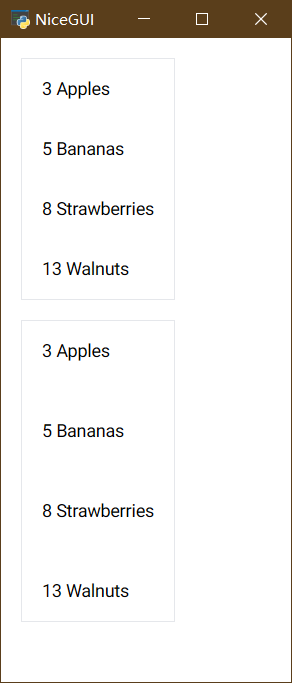 NiceGUI
3 Apples
5 Bananas
8 Strawberries
13 Walnuts
3 Apples
5 Bananas
8 Strawberries
13 Walnuts